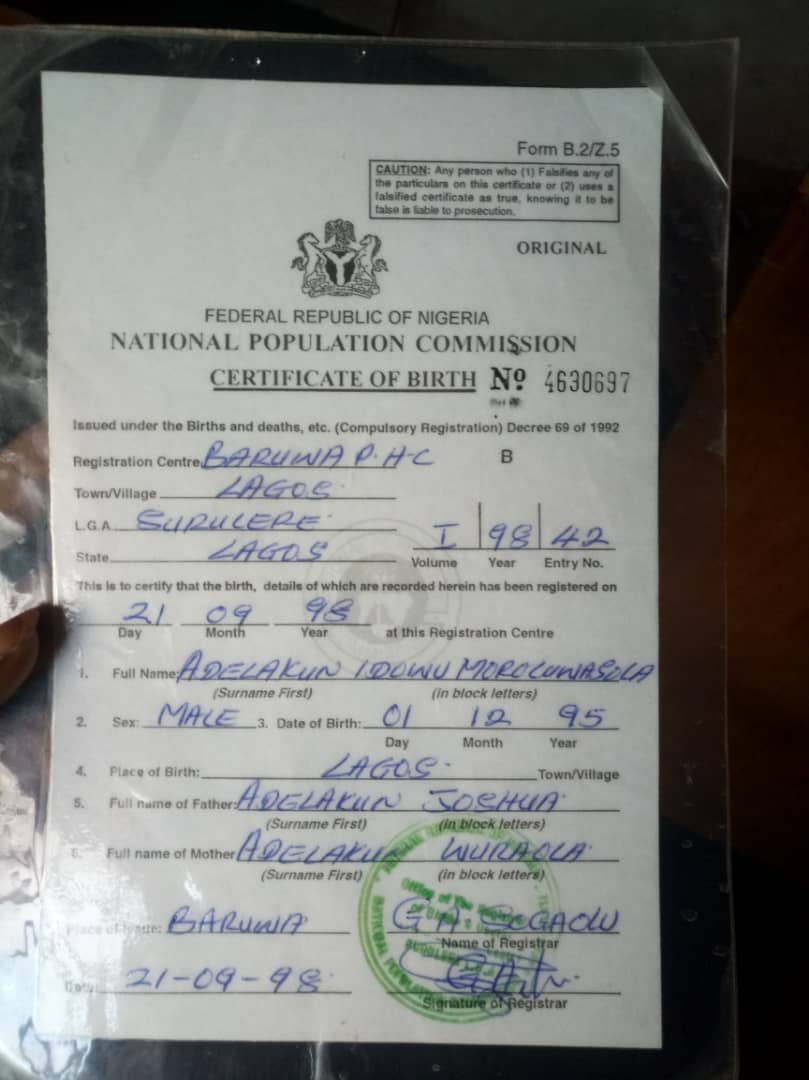 Form B.2/Z.5
CAUTION: Any person who (1) Falsifies any of
the particulars on this certificate or (2) uses a
falsified certificate as true, knowing it to be
false is liable to prosecution.
ORIGINAL
FEDERAL REPUBLIC OF NIGERIA
NATIONAL POPULATION COMMISSION
CERTIFICATE OF BIRTH Nº 4630697
Issued under the Births and deaths, etc. (Compulsory Registration) Decree 69 of 1992
Registration Centre BARUWA P.H-C B
Town/Village LAGOS
L.G.A. SURULERE I 98 42
State LAGOS Volume Year Entry No.
This is to certify that the birth, details of which are recorded herein has been registered on
21 09 98
Day Month Year at this Registration Centre
1. Full Name: ADELAKUN IDOWU MOROLUWASOLA
(Surname First) (in block letters)
2. Sex: MALE 3. Date of Birth: 01 12 95
Day Month Year
4. Place of Birth: LAGOS Town/Village
5. Full name of Father: ADELAKUN JOSHUA
(Surname First) (in block letters)
6. Full name of Mother ADELAKUN WURAOLA
(Surname First) (in block letters)
Place of Issue: BARUWA G.A.
Name of Registrar
Date: 21-09-98
Signature of Registrar